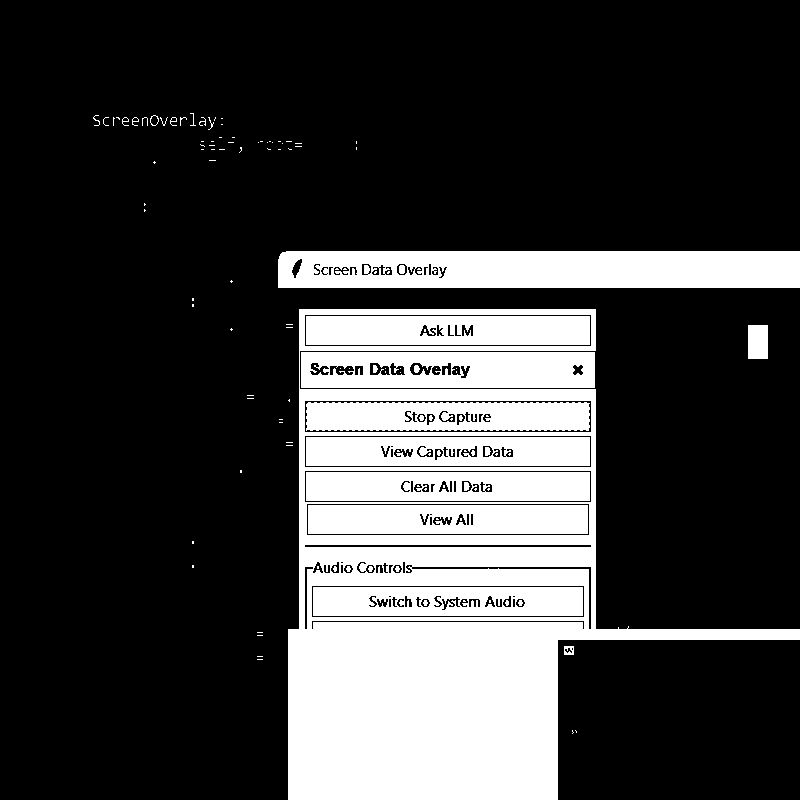 ScreenOverlay:
self, root=     :
Screen Data Overlay
Ask LLM
Screen Data Overlay ×
Stop Capture
View Captured Data
Clear All Data
View All
Audio Controls
Switch to System Audio